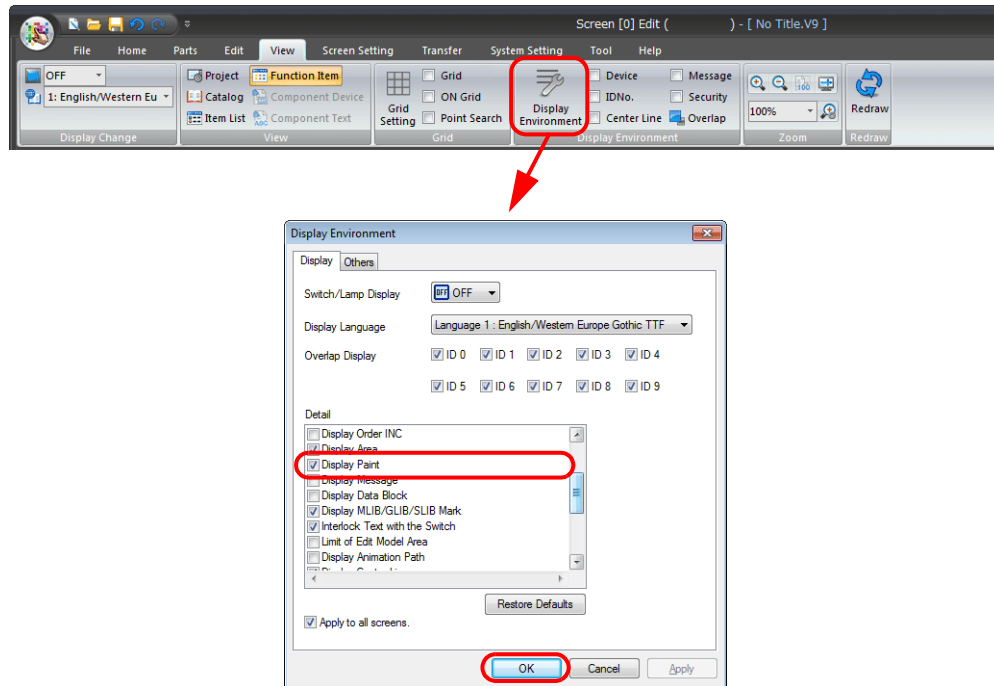 Screen [0] Edit ( ) - [ No Title.V9 ]
File Home Parts Edit View Screen Setting Transfer System Setting Tool Help
OFF
1: English/Western Eu
Display Change
Project Function Item
Catalog Component Device
Item List Component Text
View
Grid Setting
Grid
ON Grid
Point Search
Grid
Display Environment
Device Message
IDNo. Security
Center Line Overlap
Display Environment
100%
Zoom
Redraw
Redraw
Display Environment
Display Others
Switch/Lamp Display OFF OFF
Display Language Language 1 : English/Western Europe Gothic TTF
Overlap Display ID 0 ID 1 ID 2 ID 3 ID 4
ID 5 ID 6 ID 7 ID 8 ID 9
Detail
Display Order INC
Display Area
Display Paint
Display Message
Display Data Block
Display MLIB/GLIB/SLIB Mark
Interlock Text with the Switch
Limit of Edit Model Area
Display Animation Path
Restore Defaults
Apply to all screens.
OK Cancel Apply